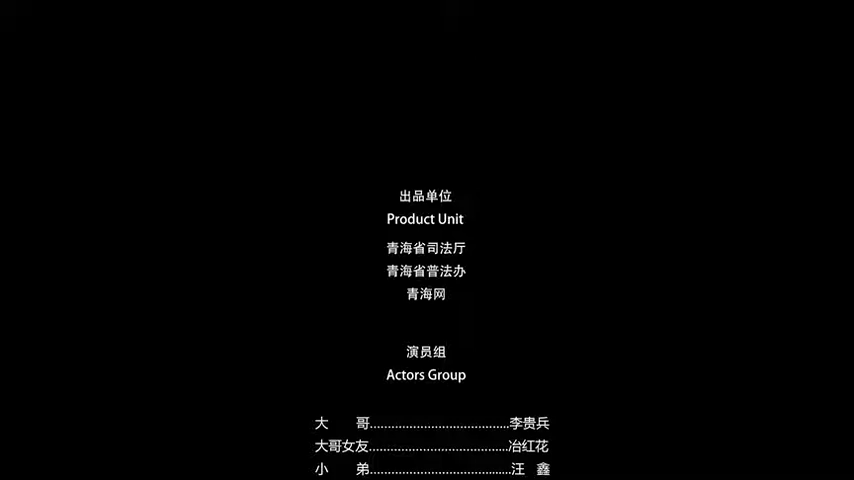 出品单位
Product Unit
青海省司法厅
青海省普法办
青海网
演员组
Actors Group
大 哥.......................................李贵兵
大哥女友.......................................冶红花
小 弟.......................................汪 鑫